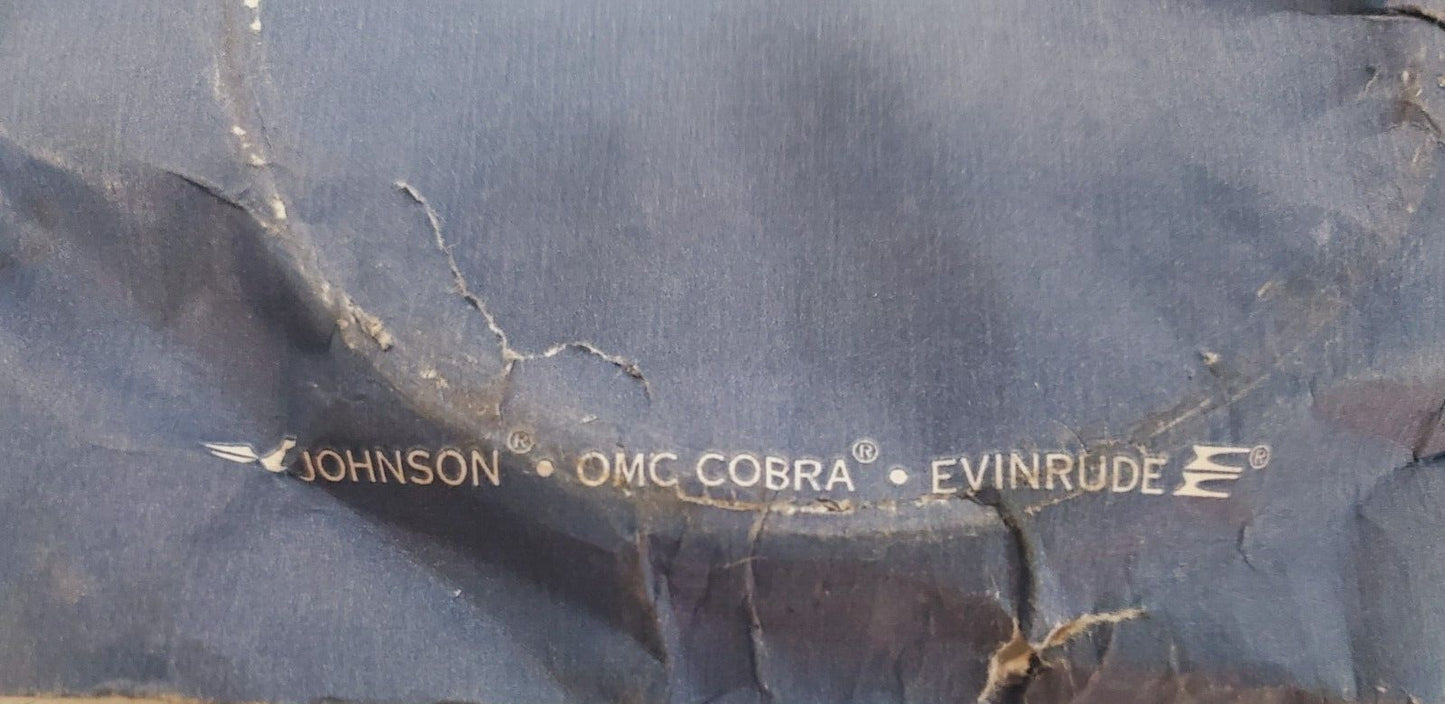 JOHNSON® • OMC COBRA® • EVINRUDE ®